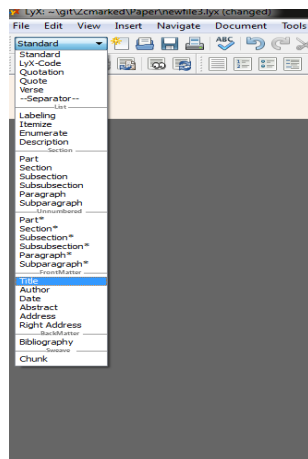 LyX: ~\git\Zcmarked\Paper\newfile3.lyx (changed)
File Edit View Insert Navigate Document Tools
Standard
ABC
Standard
LyX-Code
Quotation
Quote
Verse
--Separator--
List
Labeling
Itemize
Enumerate
Description
Section
Part
Section
Subsection
Subsubsection
Paragraph
Subparagraph
Unnumbered
Part*
Section*
Subsection*
Subsubsection*
Paragraph*
Subparagraph*
FrontMatter
Title
Author
Date
Abstract
Address
Right Address
BackMatter
Bibliography
Sweave
Chunk